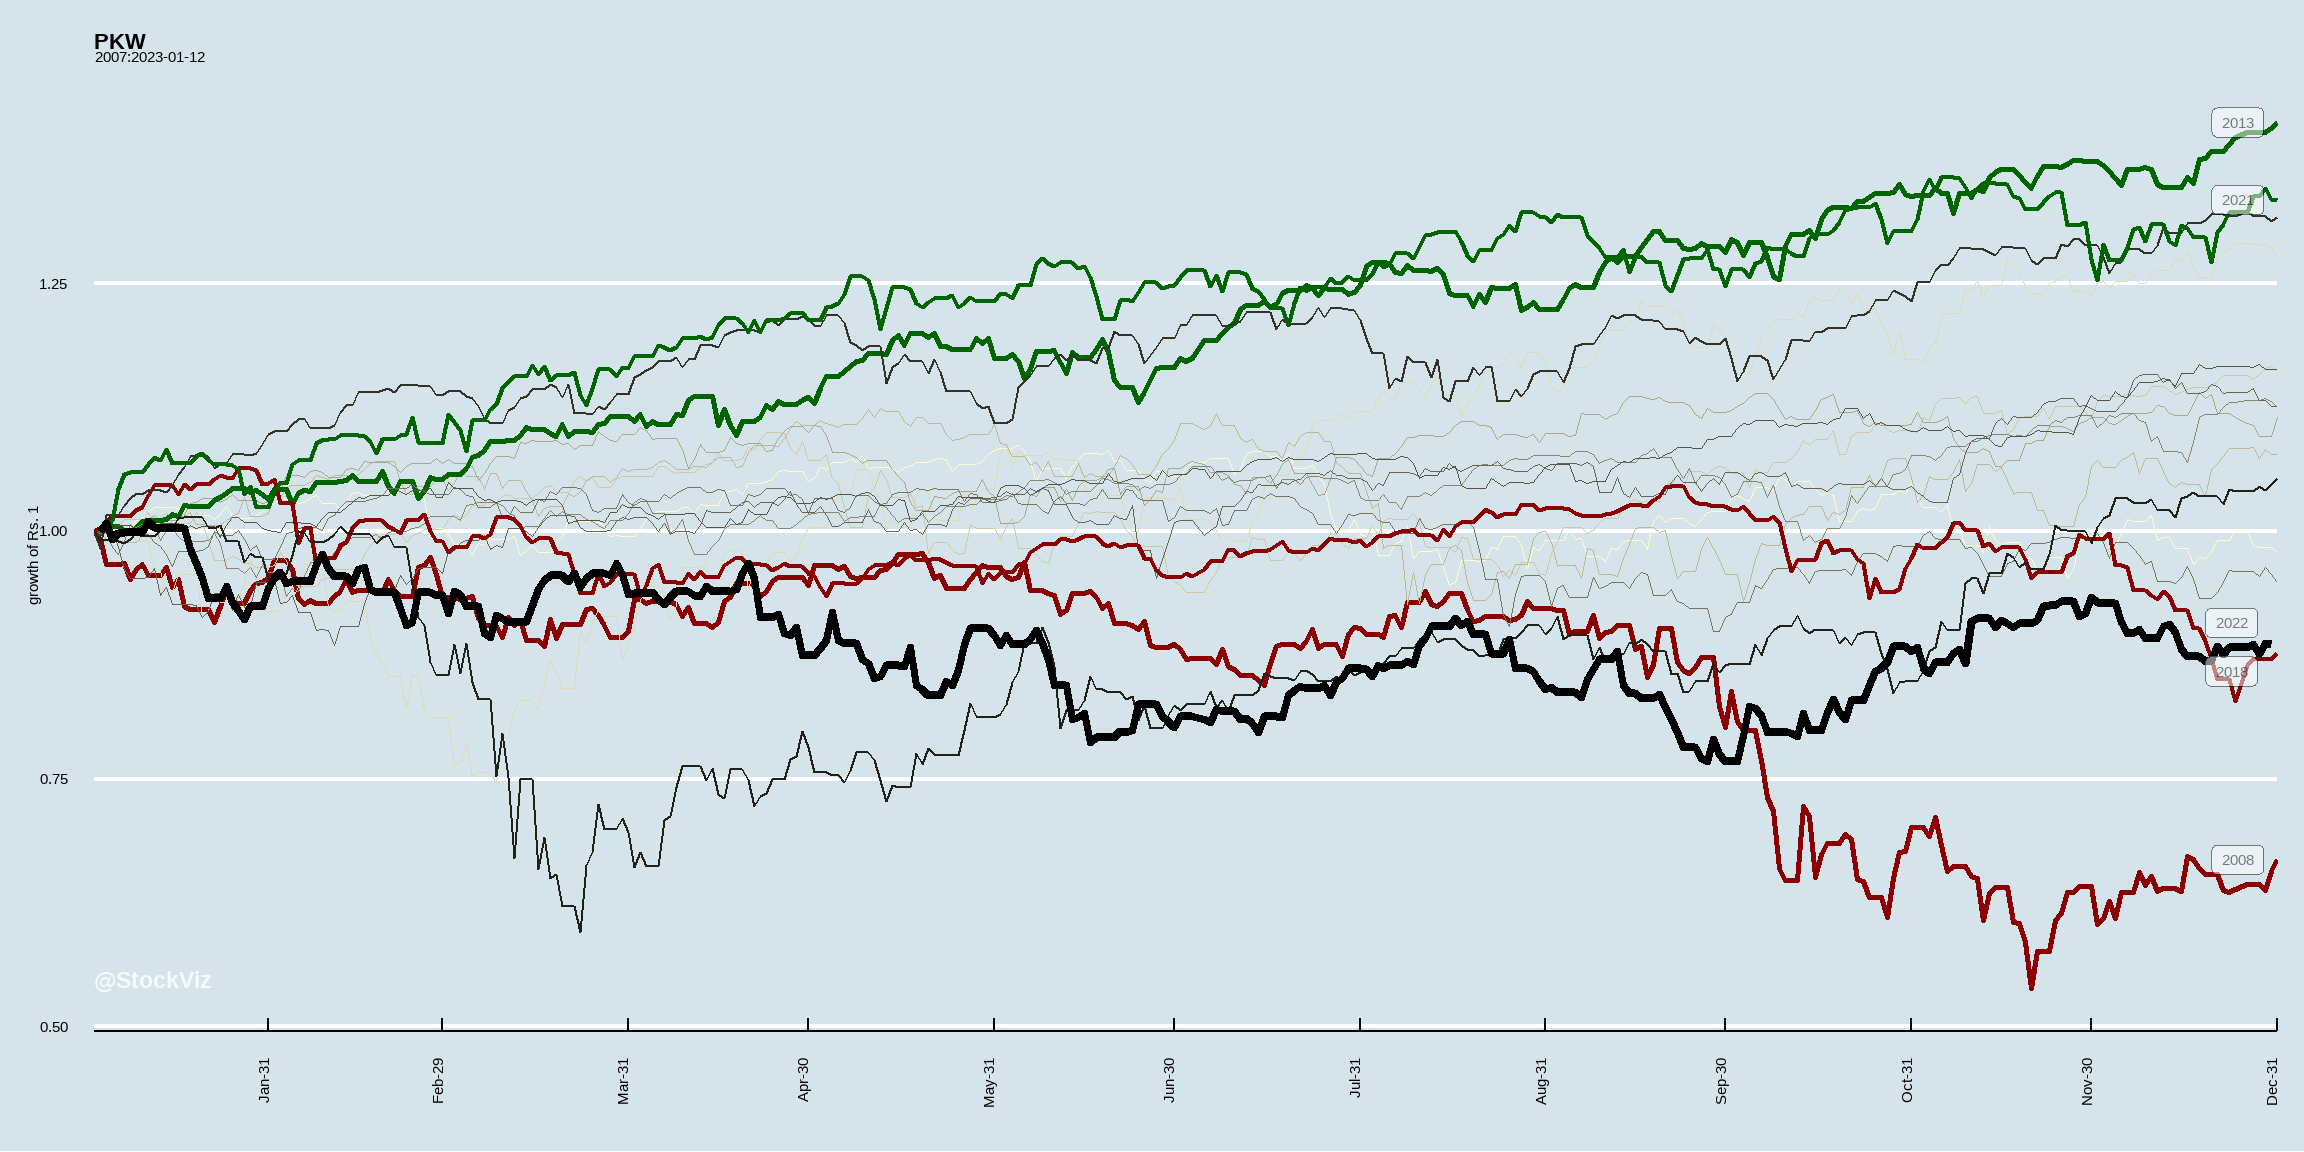 PKW
2007:2023-01-12
2013
2021
1.25
growth of Rs. 1
1.00
2022
2018
0.75
2008
@StockViz
0.50
Jan-31
Feb-29
Mar-31
Apr-30
May-31
Jun-30
Jul-31
Aug-31
Sep-30
Oct-31
Nov-30
Dec-31